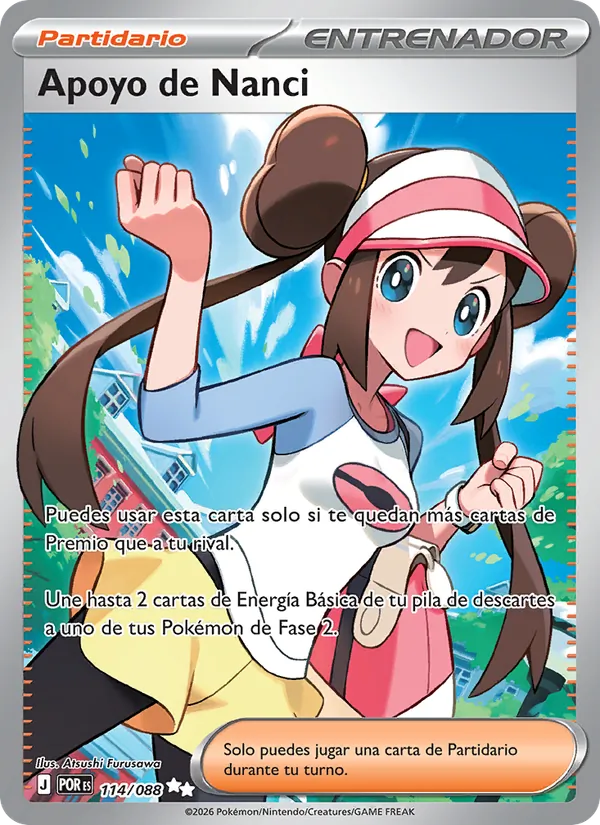 Partidario
ENTRENADOR
Apoyo de Nanci
Puedes usar esta carta solo si te quedan más cartas de
Premio que a tu rival.
Une hasta 2 cartas de Energía Básica de tu pila de descartes
a uno de tus Pokémon de Fase 2.
Solo puedes jugar una carta de Partidario
durante tu turno.
Ilus. Atsushi Furusawa
J POR ES 114/088 ★★
©2026 Pokémon/Nintendo/Creatures/GAME FREAK